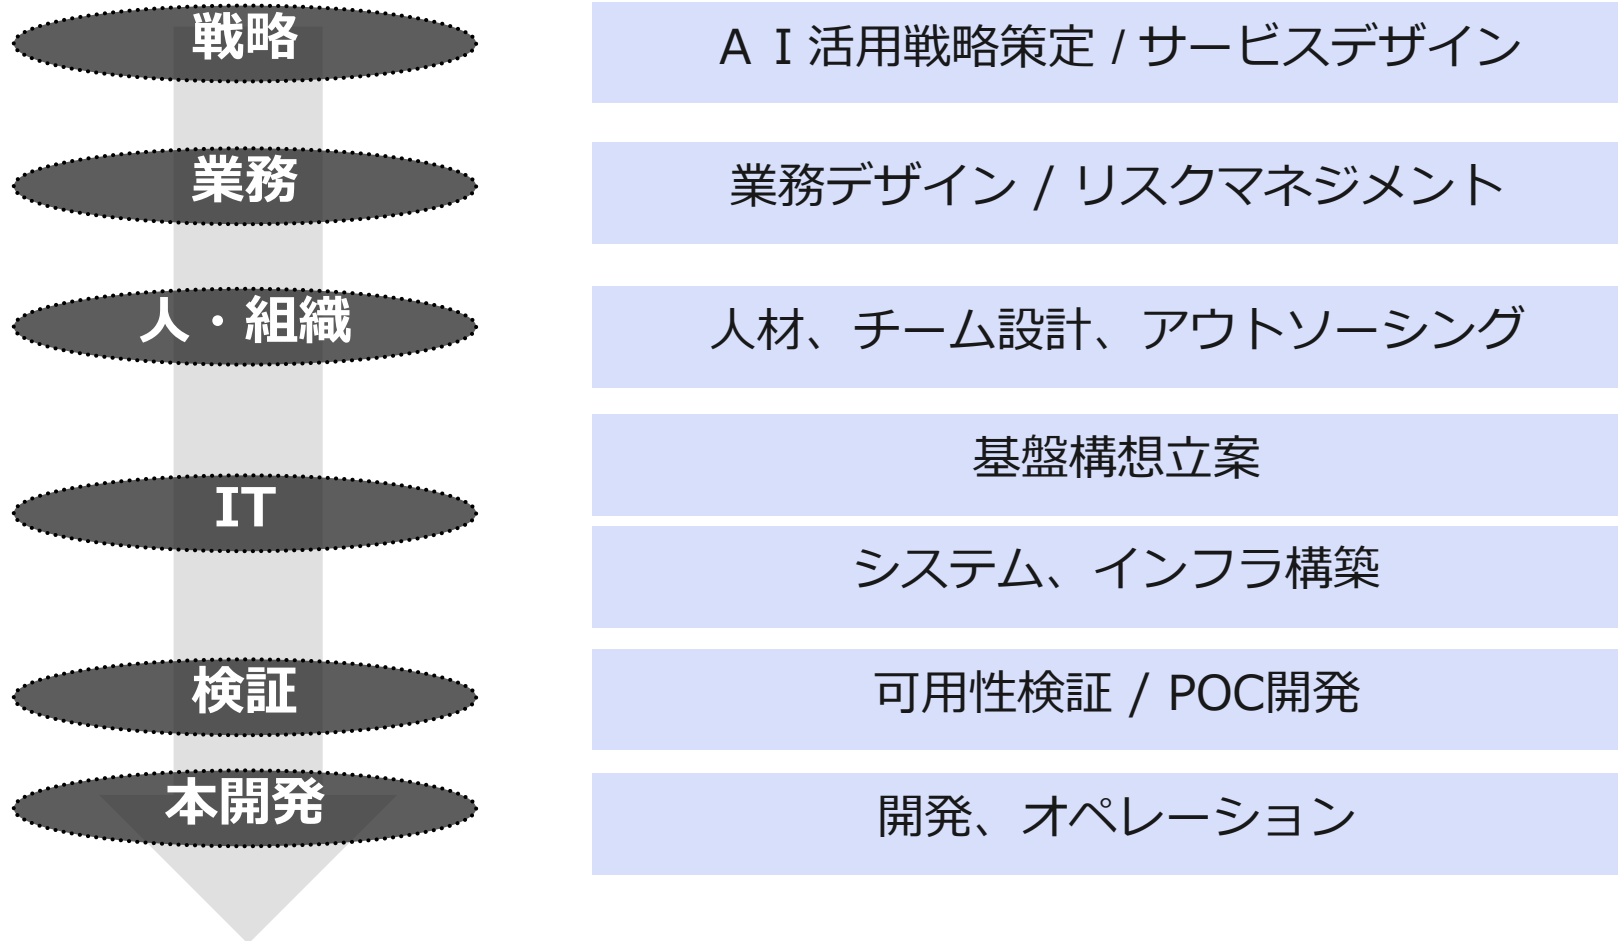 戦略
ＡＩ活用戦略策定 / サービスデザイン
業務
業務デザイン / リスクマネジメント
人・組織
人材、チーム設計、アウトソーシング
IT
基盤構想立案
システム、インフラ構築
検証
可用性検証 / POC開発
本開発
開発、オペレーション